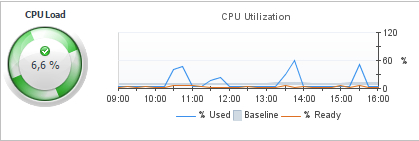 CPU Load
6,6 %
CPU Utilization
120
60 %
0
09:00 10:00 11:00 12:00 13:00 14:00 15:00 16:00
% Used Baseline % Ready